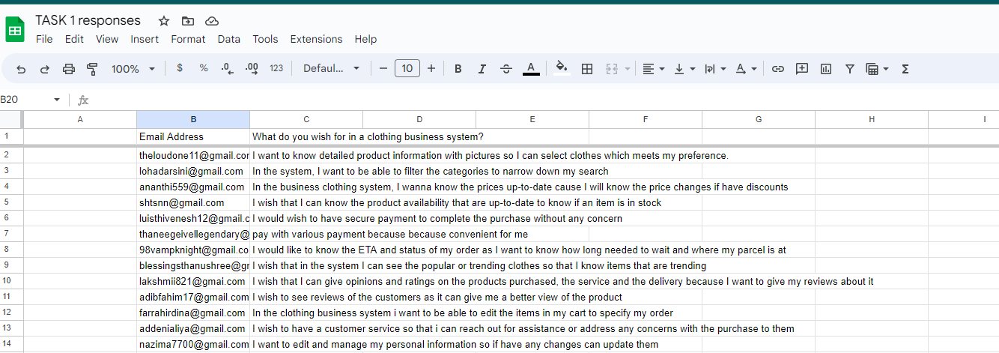 TASK 1 responses
File Edit View Insert Format Data Tools Extensions Help
100% $ % .0 .00 123 Defaul... 10 B I A Σ
B20 fx
A B C D E F G H I
1 Email Address What do you wish for in a clothing business system?
2 theloudone11@gmail.cor I want to know detailed product information with pictures so I can select clothes which meets my preference.
3 lohadarsini@gmail.com In the system, I want to be able to filter the categories to narrow down my search
4 ananthi559@gmail.com In the business clothing system, I wanna know the prices up-to-date cause I will know the price changes if have discounts
5 shtsnn@gmail.com I wish that I can know the product availability that are up-to-date to know if an item is in stock
6 luisthivenesh12@gmail.c I would wish to have secure payment to complete the purchase without any concern
7 thaneegeivellegendary@ pay with various payment because because convenient for me
8 98vampknight@gmail.co I would like to know the ETA and status of my order as I want to know how long needed to wait and where my parcel is at
9 blessingsthanushree@gr I wish that in the system I can see the popular or trending clothes so that I know items that are trending
10 lakshmii821@gmai.com I wish that I can give opinions and ratings on the products purchased, the service and the delivery because I want to give my reviews about it
11 adibfahim17@gmail.com I wish to see reviews of the customers as it can give me a better view of the product
12 farrahirdina@gmail.com In the clothing business system i want to be able to edit the items in my cart to specify my order
13 addenialiya@gmail.com I wish to have a customer service so that i can reach out for assistance or address any concerns with the purchase to them
14 nazima7700@gmail.com I want to edit and manage my personal information so if have any changes can update them